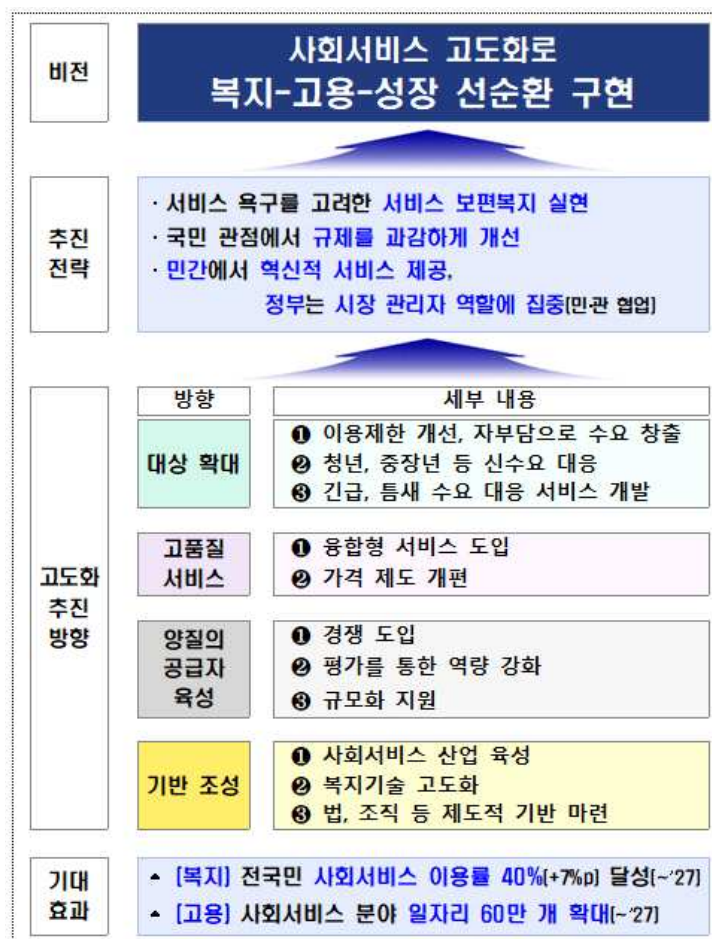 비전
사회서비스 고도화로
복지-고용-성장 선순환 구현
추진
전략
· 서비스 욕구를 고려한 서비스 보편복지 실현
· 국민 관점에서 규제를 과감하게 개선
· 민간에서 혁신적 서비스 제공,
정부는 시장 관리자 역할에 집중(민·관 협업)
고도화
추진
방향
방향
세부 내용
대상 확대
❶ 이용제한 개선, 자부담으로 수요 창출
❷ 청년, 중장년 등 신수요 대응
❸ 긴급, 틈새 수요 대응 서비스 개발
고품질
서비스
❶ 융합형 서비스 도입
❷ 가격 제도 개편
양질의
공급자
육성
❶ 경쟁 도입
❷ 평가를 통한 역량 강화
❸ 규모화 지원
기반 조성
❶ 사회서비스 산업 육성
❷ 복지기술 고도화
❸ 법, 조직 등 제도적 기반 마련
기대
효과
(복지) 전국민 사회서비스 이용률 40%(+7%p) 달성(~'27)
(고용) 사회서비스 분야 일자리 60만 개 확대(~'27)